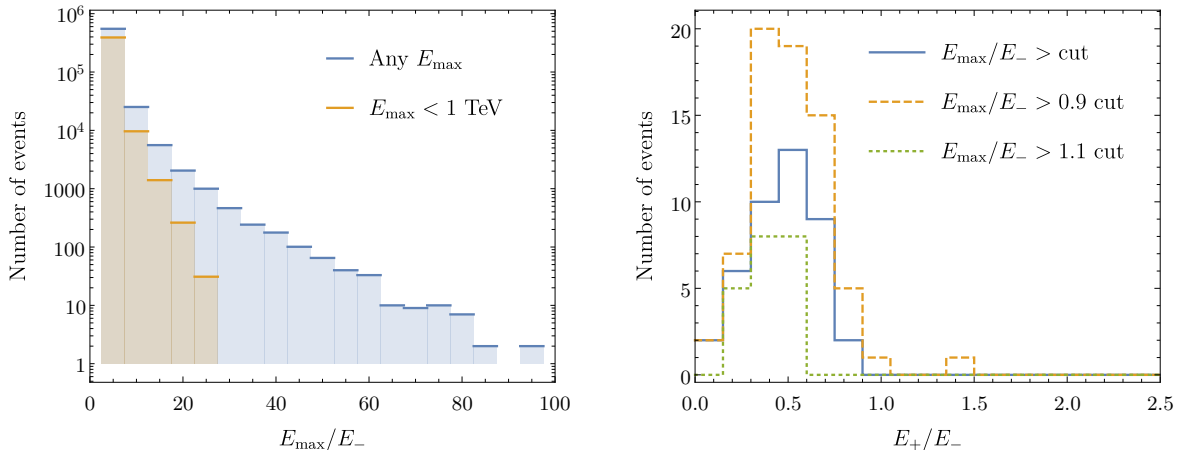 10^6
10^5
10^4
1000
100
10
1
0
20
40
60
80
100
Number of events
E_max/E_−
Any E_max
E_max < 1 TeV
20
15
10
5
0
0.0
0.5
1.0
1.5
2.0
2.5
Number of events
E_+/E_−
E_max/E_− > cut
E_max/E_− > 0.9 cut
E_max/E_− > 1.1 cut